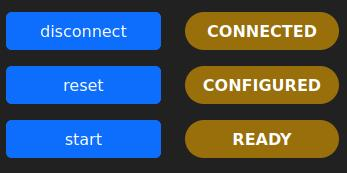 disconnect CONNECTED
reset CONFIGURED
start READY